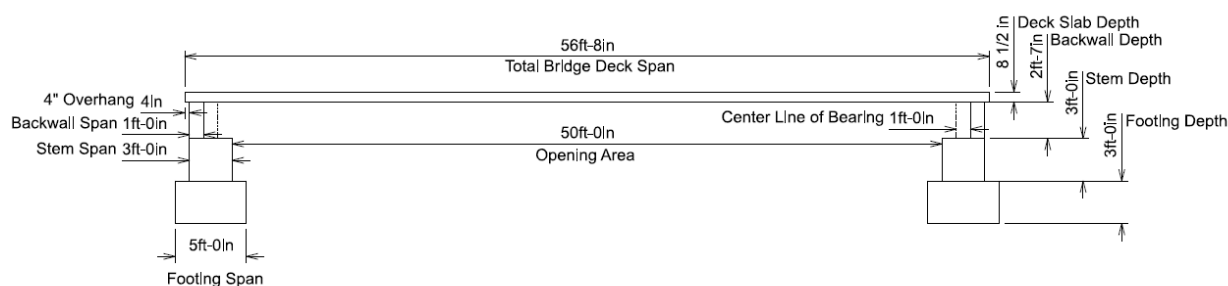 56ft-8in
Total Bridge Deck Span
8 1/2 in Deck Slab Depth
2ft-7in Backwall Depth
3ft-0in Stem Depth
3ft-0in Footing Depth
4" Overhang 4in
Backwall Span 1ft-0in
Stem Span 3ft-0in
50ft-0in
Opening Area
Center Line of Bearing 1ft-0in
5ft-0in
Footing Span